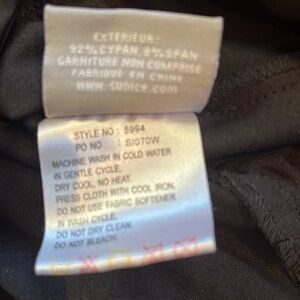 EXTERIEUR:
92% CYPAN, 8% SPAN
GARNITURE NON COMPRISE
FABRIQUE EN CHINE
www.sunice.com
STYLE NO : 5994
PO NO : SI070W
MACHINE WASH IN COLD WATER
IN GENTLE CYCLE,
DRY COOL, NO HEAT.
PRESS CLOTH WITH COOL IRON.
DO NOT USE FABRIC SOFTENER
IN WASH CYCLE.
DO NOT DRY CLEAN.
DO NOT BLEACH.